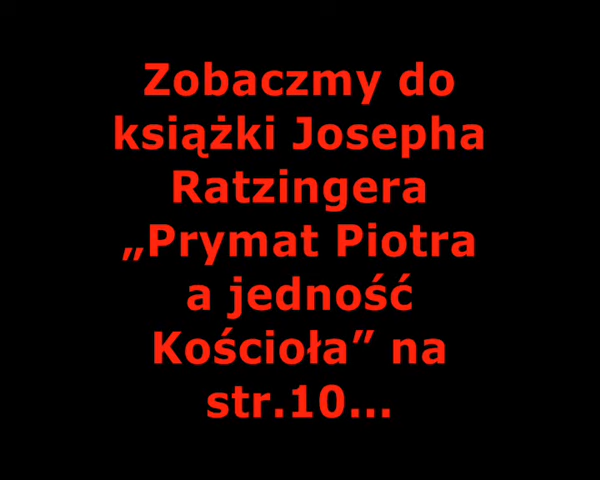 Zobaczmy do
książki Josepha
Ratzingera
„Prymat Piotra
a jedność
Kościoła” na
str.10...